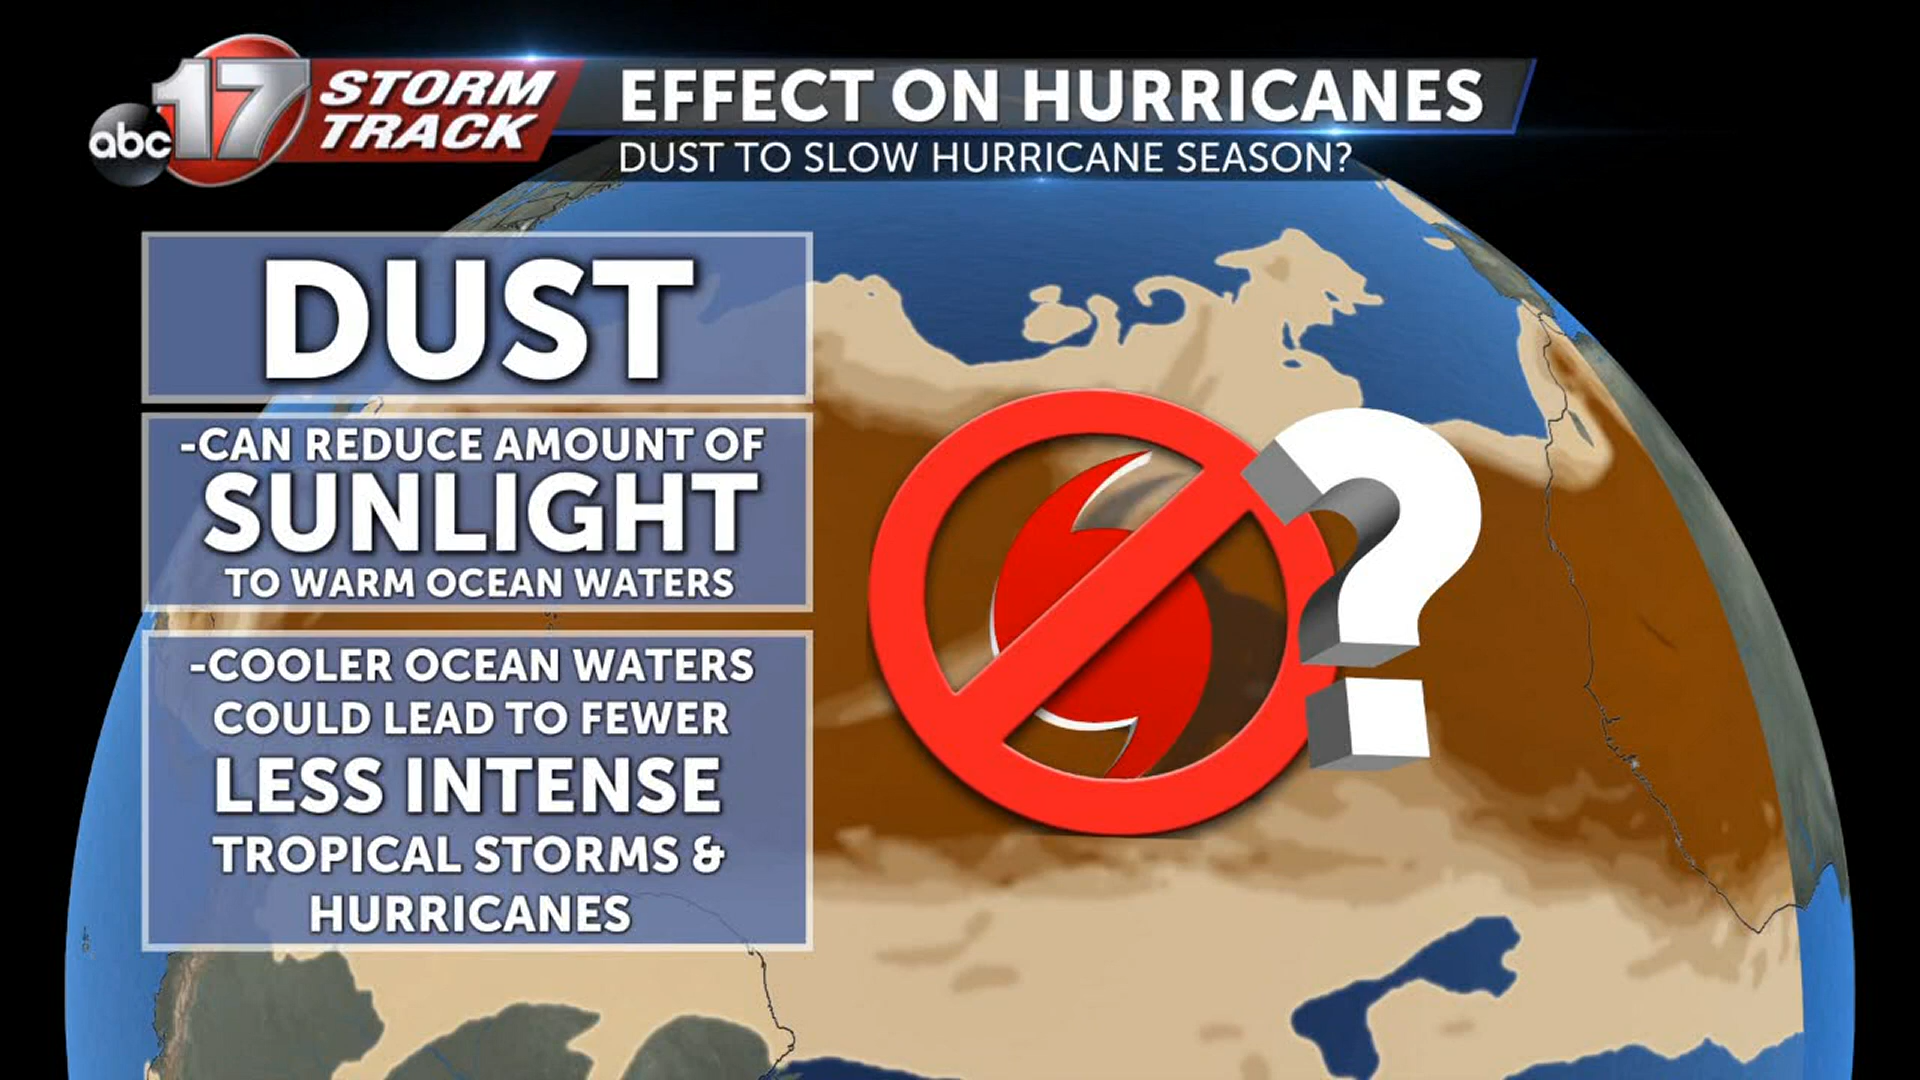 abc 17 STORM TRACK
EFFECT ON HURRICANES
DUST TO SLOW HURRICANE SEASON?
DUST
-CAN REDUCE AMOUNT OF
SUNLIGHT
TO WARM OCEAN WATERS
-COOLER OCEAN WATERS
COULD LEAD TO FEWER
LESS INTENSE
TROPICAL STORMS &
HURRICANES
?